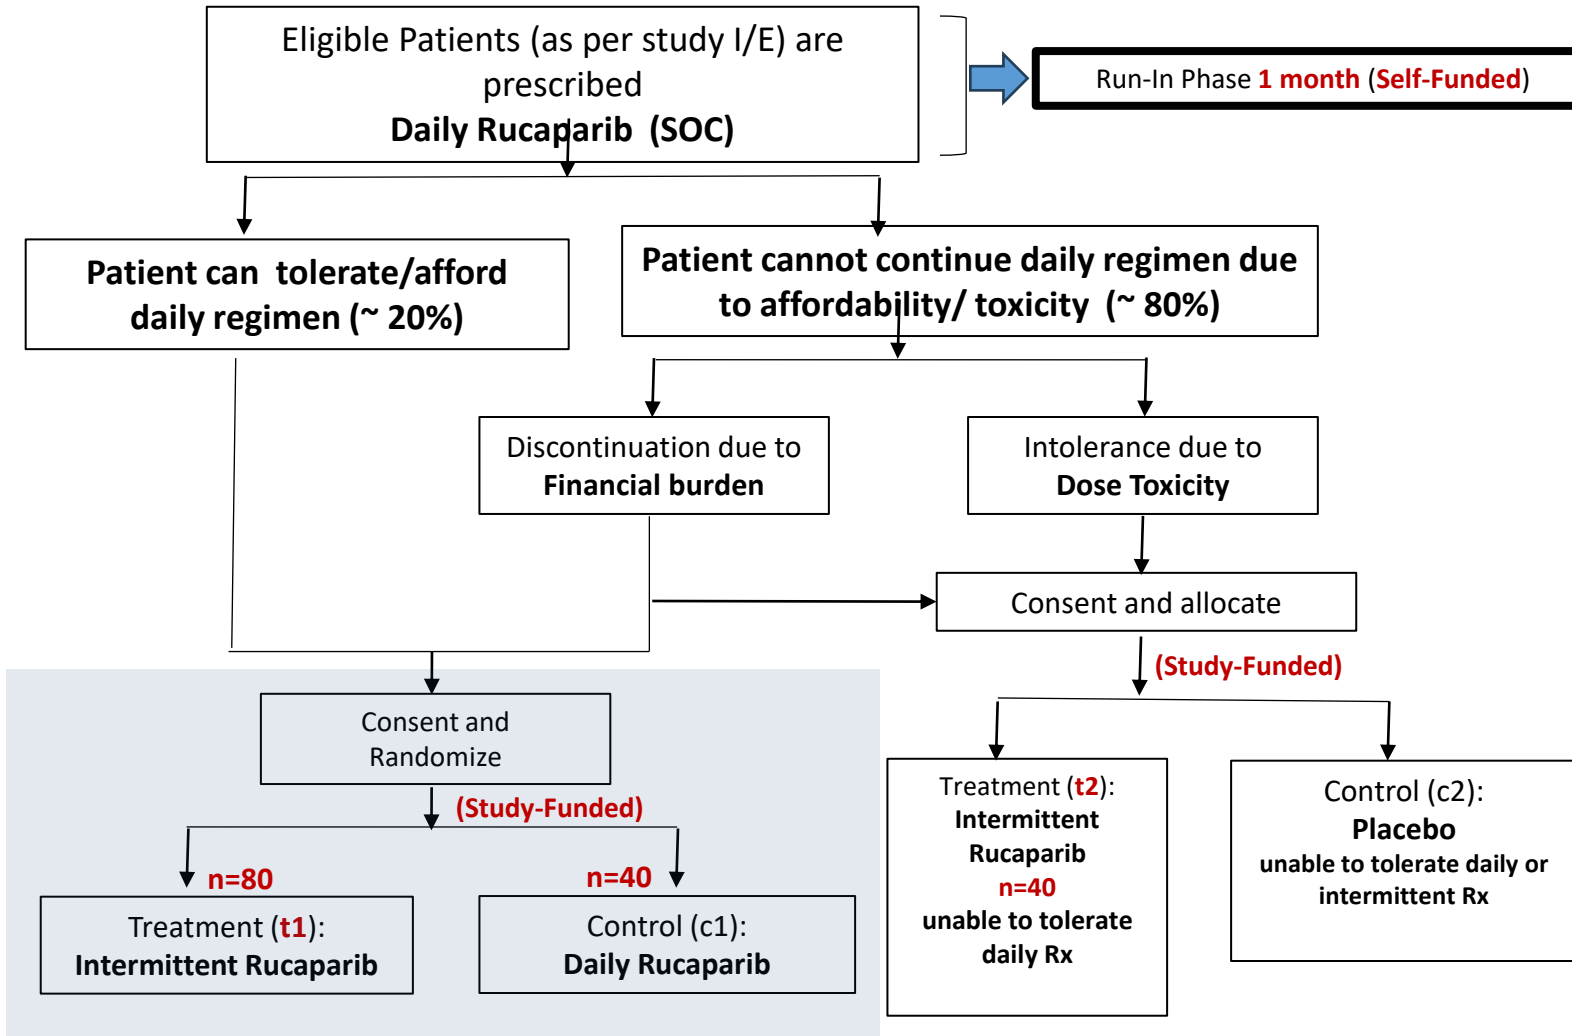 Eligible Patients (as per study I/E) are
prescribed
Daily Rucaparib (SOC)
Run-In Phase 1 month (Self-Funded)
Patient can tolerate/afford
daily regimen (~ 20%)
Patient cannot continue daily regimen due
to affordability/ toxicity (~ 80%)
Discontinuation due to
Financial burden
Intolerance due to
Dose Toxicity
Consent and allocate
(Study-Funded)
Consent and
Randomize
(Study-Funded)
n=80
n=40
Treatment (t1):
Intermittent Rucaparib
Control (c1):
Daily Rucaparib
Treatment (t2):
Intermittent
Rucaparib
n=40
unable to tolerate
daily Rx
Control (c2):
Placebo
unable to tolerate daily or
intermittent Rx